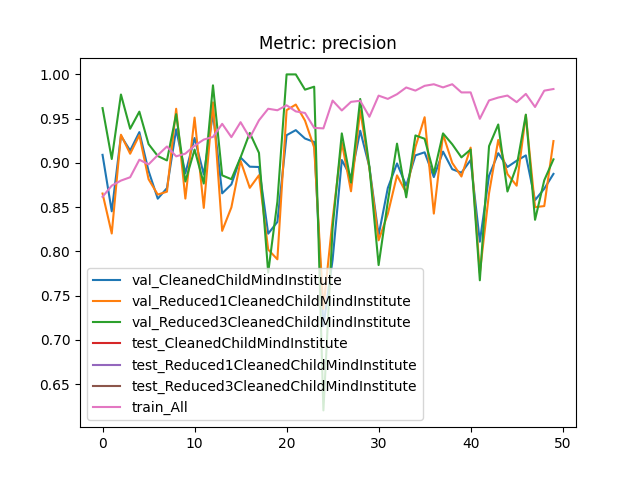 Metric: precision
1.00
0.95
0.90
0.85
0.80
0.75
0.70
0.65
val_CleanedChildMindInstitute
val_Reduced1CleanedChildMindInstitute
val_Reduced3CleanedChildMindInstitute
test_CleanedChildMindInstitute
test_Reduced1CleanedChildMindInstitute
test_Reduced3CleanedChildMindInstitute
train_All
0 10 20 30 40 50